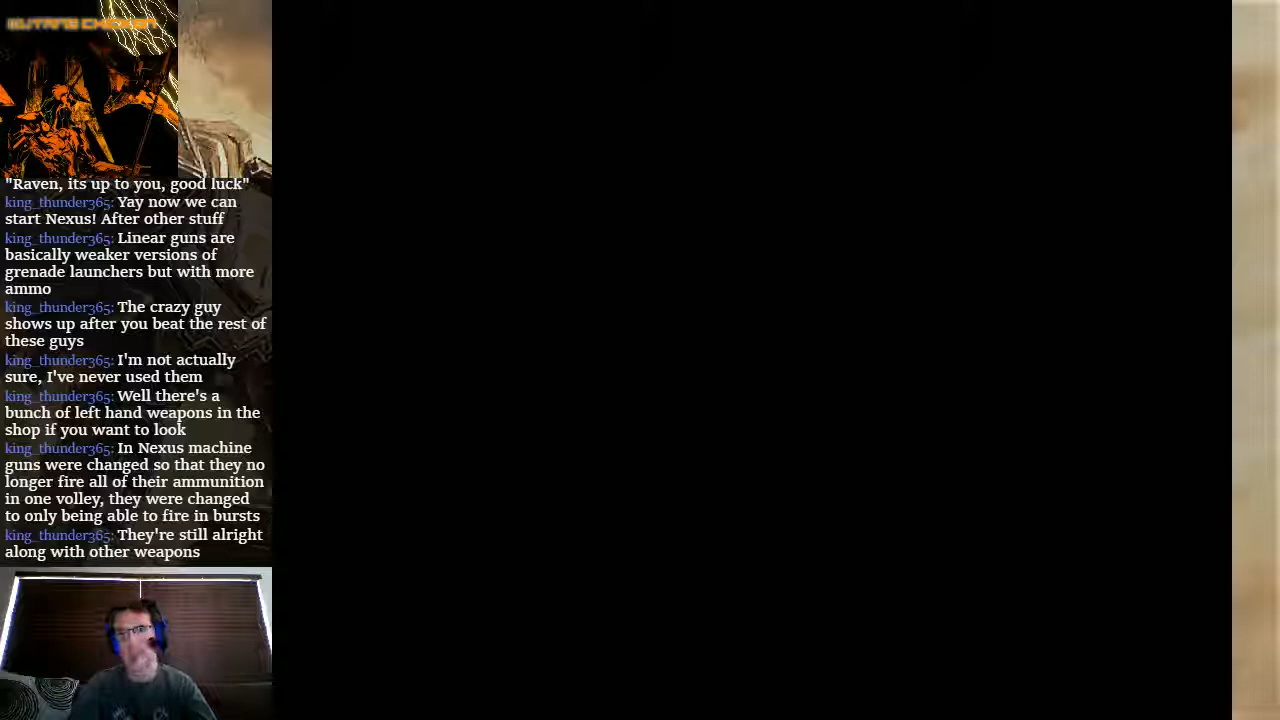 "Raven, its up to you, good luck"
king_thunder365: Yay now we can
start Nexus! After other stuff
king_thunder365: Linear guns are
basically weaker versions of
grenade launchers but with more
ammo
king_thunder365: The crazy guy
shows up after you beat the rest of
these guys
king_thunder365: I'm not actually
sure, I've never used them
king_thunder365: Well there's a
bunch of left hand weapons in the
shop if you want to look
king_thunder365: In Nexus machine
guns were changed so that they no
longer fire all of their ammunition
in one volley, they were changed
to only being able to fire in bursts
king_thunder365: They're still alright
along with other weapons